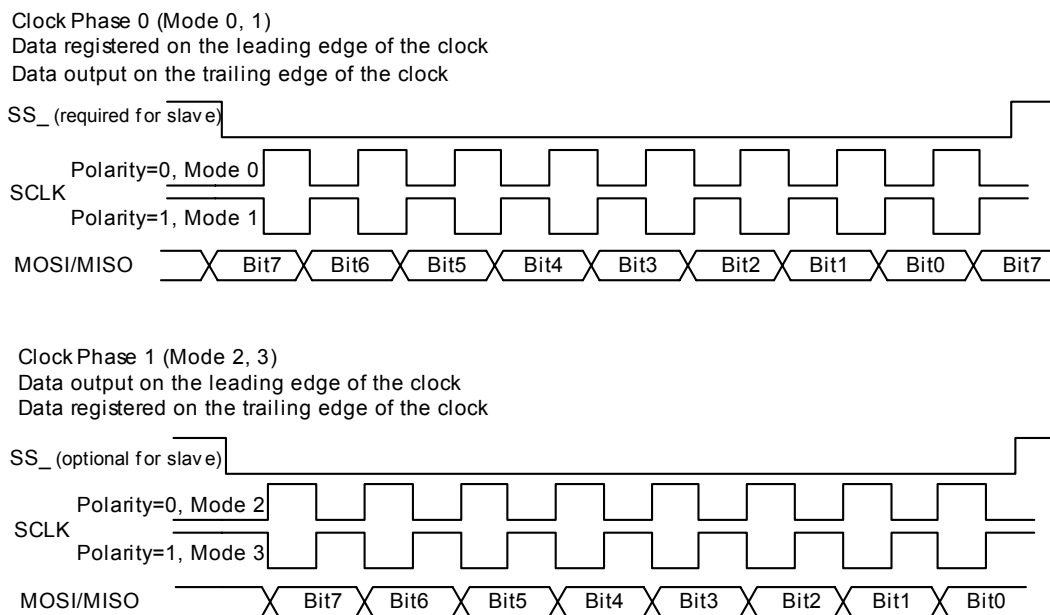 Clock Phase 0 (Mode 0, 1)
Data registered on the leading edge of the clock
Data output on the trailing edge of the clock
SS_ (required for slave)
Polarity=0, Mode 0
SCLK
Polarity=1, Mode 1
MOSI/MISO Bit7 Bit6 Bit5 Bit4 Bit3 Bit2 Bit1 Bit0 Bit7
Clock Phase 1 (Mode 2, 3)
Data output on the leading edge of the clock
Data registered on the trailing edge of the clock
SS_ (optional for slave)
Polarity=0, Mode 2
SCLK
Polarity=1, Mode 3
MOSI/MISO Bit7 Bit6 Bit5 Bit4 Bit3 Bit2 Bit1 Bit0